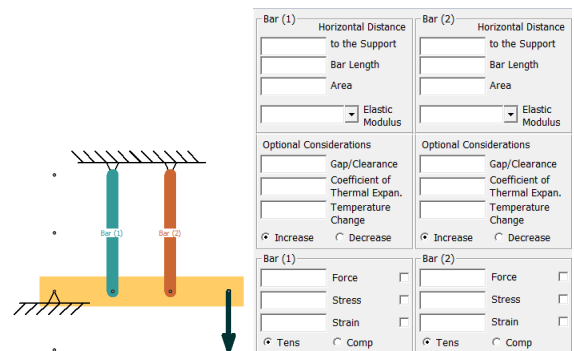 Bar (1)
Bar (2)
Bar (1)
Horizontal Distance
to the Support
Bar Length
Area
Elastic
Modulus
Optional Considerations
Gap/Clearance
Coefficient of
Thermal Expan.
Temperature
Change
Increase Decrease
Bar (1)
Force
Stress
Strain
Tens Comp
Bar (2)
Horizontal Distance
to the Support
Bar Length
Area
Elastic
Modulus
Optional Considerations
Gap/Clearance
Coefficient of
Thermal Expan.
Temperature
Change
Increase Decrease
Bar (2)
Force
Stress
Strain
Tens Comp